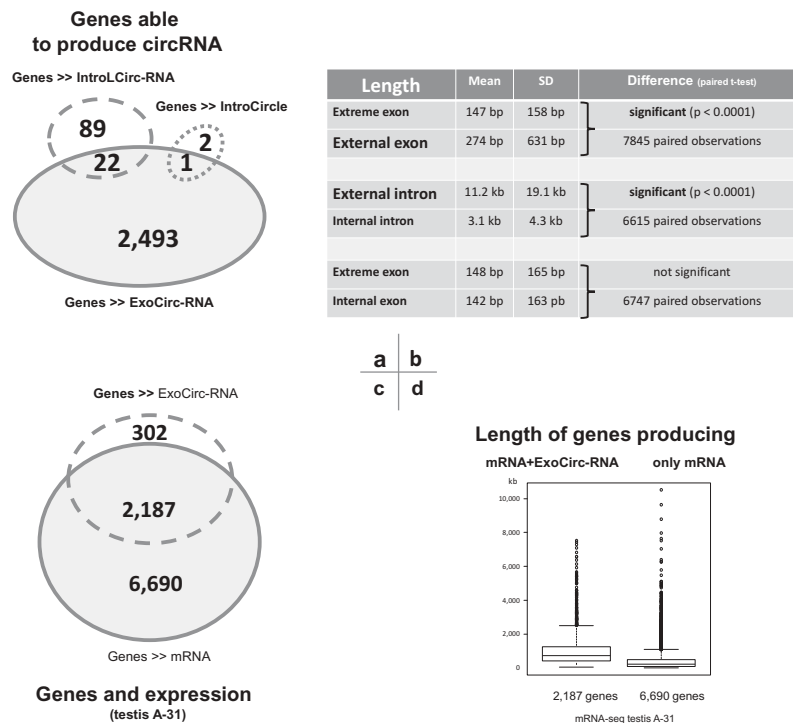 Genes able
to produce circRNA
Genes >> IntroLCirc-RNA
Genes >> IntroCircle
89
2
22
1
2,493
Genes >> ExoCirc-RNA
Length Mean SD Difference (paired t-test)
Extreme exon 147 bp 158 bp significant (p < 0.0001)
External exon 274 bp 631 bp 7845 paired observations
External intron 11.2 kb 19.1 kb significant (p < 0.0001)
Internal intron 3.1 kb 4.3 kb 6615 paired observations
Extreme exon 148 bp 165 bp not significant
Internal exon 142 bp 163 pb 6747 paired observations
a b
c d
Genes >> ExoCirc-RNA
302
2,187
6,690
Genes >> mRNA
Genes and expression
(testis A-31)
Length of genes producing
mRNA+ExoCirc-RNA only mRNA
kb
10,000
8,000
6,000
4,000
2,000
0
2,187 genes 6,690 genes
mRNA-seq testis A-31